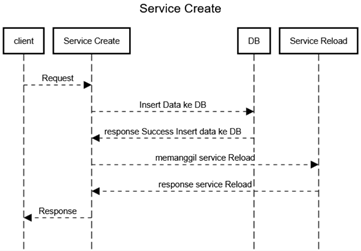 Service Create
client
Service Create
DB
Service Reload
Request
Insert Data ke DB
response Success Insert data ke DB
memanggil service Reload
response service Reload
Response